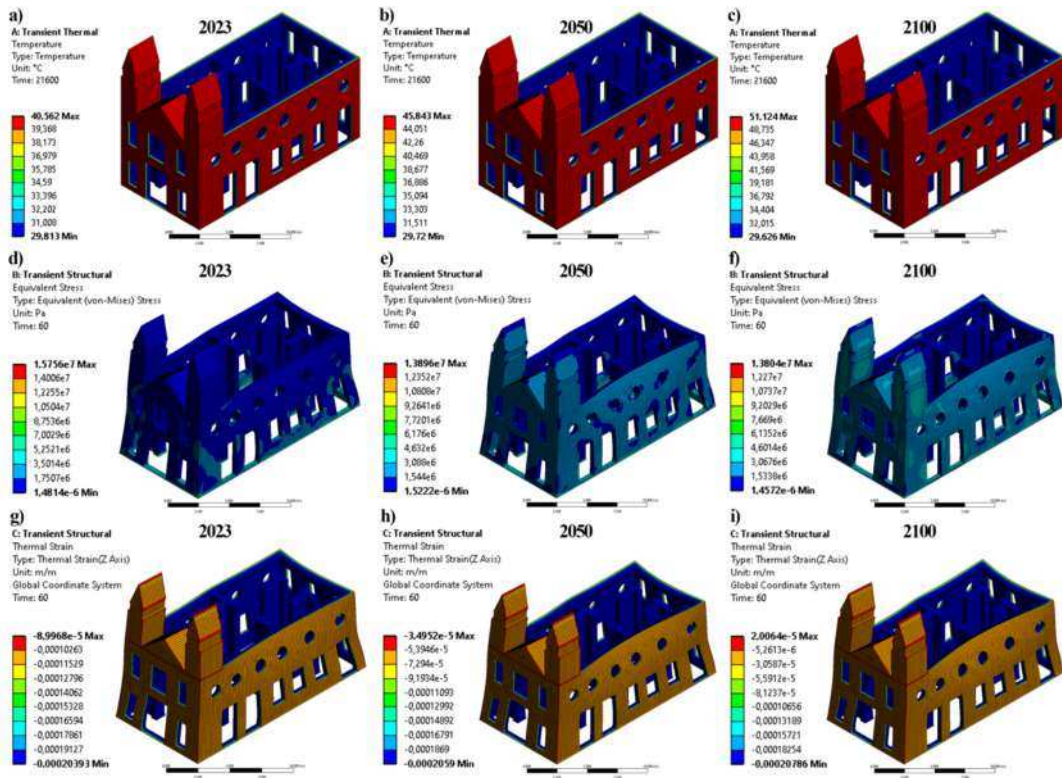 a)
2023
A: Transient Thermal
Temperature
Type: Temperature
Unit: °C
Time: 21600
40,562 Max
39,368
38,173
36,979
35,785
34,59
33,396
32,202
31,008
29,813 Min
b)
2050
A: Transient Thermal
Temperature
Type: Temperature
Unit: °C
Time: 21600
45,843 Max
44,051
42,26
40,469
38,677
36,886
35,094
33,303
31,511
29,72 Min
c)
2100
A: Transient Thermal
Temperature
Type: Temperature
Unit: °C
Time: 21600
51,124 Max
48,735
46,347
43,958
41,569
39,181
36,792
34,404
32,015
29,626 Min
d)
2023
B: Transient Structural
Equivalent Stress
Type: Equivalent (von-Mises) Stress
Unit: Pa
Time: 60
1,5756e7 Max
1,4006e7
1,2255e7
1,0504e7
8,7536e6
7,0029e6
5,2521e6
3,5014e6
1,7507e6
1,4814e-6 Min
e)
2050
B: Transient Structural
Equivalent Stress
Type: Equivalent (von-Mises) Stress
Unit: Pa
Time: 60
1,3896e7 Max
1,2352e7
1,0808e7
9,2641e6
7,7201e6
6,176e6
4,632e6
3,088e6
1,544e6
1,5222e-6 Min
f)
2100
B: Transient Structural
Equivalent Stress
Type: Equivalent (von-Mises) Stress
Unit: Pa
Time: 60
1,3804e7 Max
1,227e7
1,0737e7
9,2029e6
7,669e6
6,1352e6
4,6014e6
3,0676e6
1,5338e6
1,4572e-6 Min
g)
2023
C: Transient Structural
Thermal Strain
Type: Thermal Strain(Z Axis)
Unit: m/m
Global Coordinate System
Time: 60
-8,9968e-5 Max
-0,00010263
-0,00011529
-0,00012796
-0,00014062
-0,00015328
-0,00016594
-0,00017861
-0,00019127
-0,00020393 Min
h)
2050
C: Transient Structural
Thermal Strain
Type: Thermal Strain(Z Axis)
Unit: m/m
Global Coordinate System
Time: 60
-3,4952e-5 Max
-5,3946e-5
-7,294e-5
-9,1934e-5
-0,00011093
-0,00012992
-0,00014892
-0,00016791
-0,0001869
-0,0002059 Min
i)
2100
C: Transient Structural
Thermal Strain
Type: Thermal Strain(Z Axis)
Unit: m/m
Global Coordinate System
Time: 60
2,0064e-5 Max
-5,2613e-6
-3,0587e-5
-5,5912e-5
-8,1237e-5
-0,00010656
-0,00013189
-0,00015721
-0,00018254
-0,00020786 Min